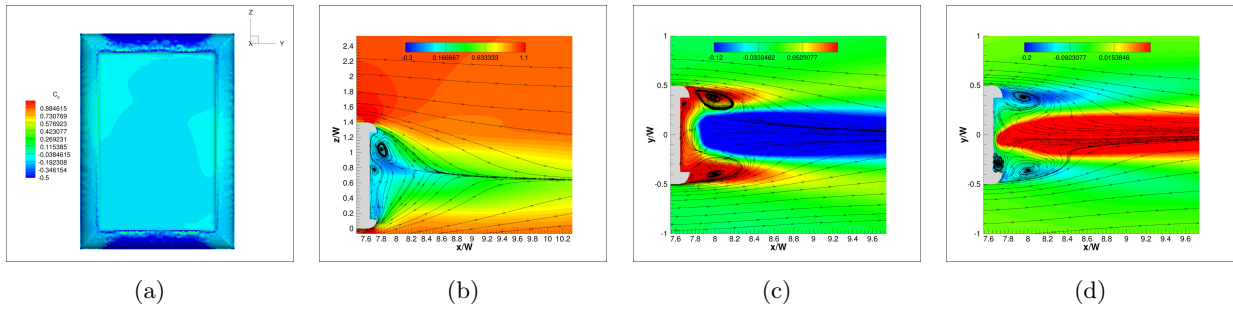 Z
X Y
C_p
0.884615
0.730769
0.576923
0.423077
0.269231
0.115385
-0.0384615
-0.192308
-0.346154
-0.5
(a)
-0.3 0.166667 0.633333 1.1
2.4
2.2
2
1.8
1.6
1.4
1.2
1
0.8
0.6
0.4
0.2
0
z/W
7.6 7.8 8 8.2 8.4 8.6 8.8 9 9.2 9.4 9.6 9.8 10 10.2
x/W
(b)
-0.12 -0.0338462 0.0523077
1
0.5
0
-0.5
-1
y/W
7.6 7.8 8 8.2 8.4 8.6 8.8 9 9.2 9.4 9.6
x/W
(c)
-0.2 -0.0923077 0.0153846
1
0.5
0
-0.5
-1
y/W
7.6 7.8 8 8.2 8.4 8.6 8.8 9 9.2 9.4 9.6
x/W
(d)